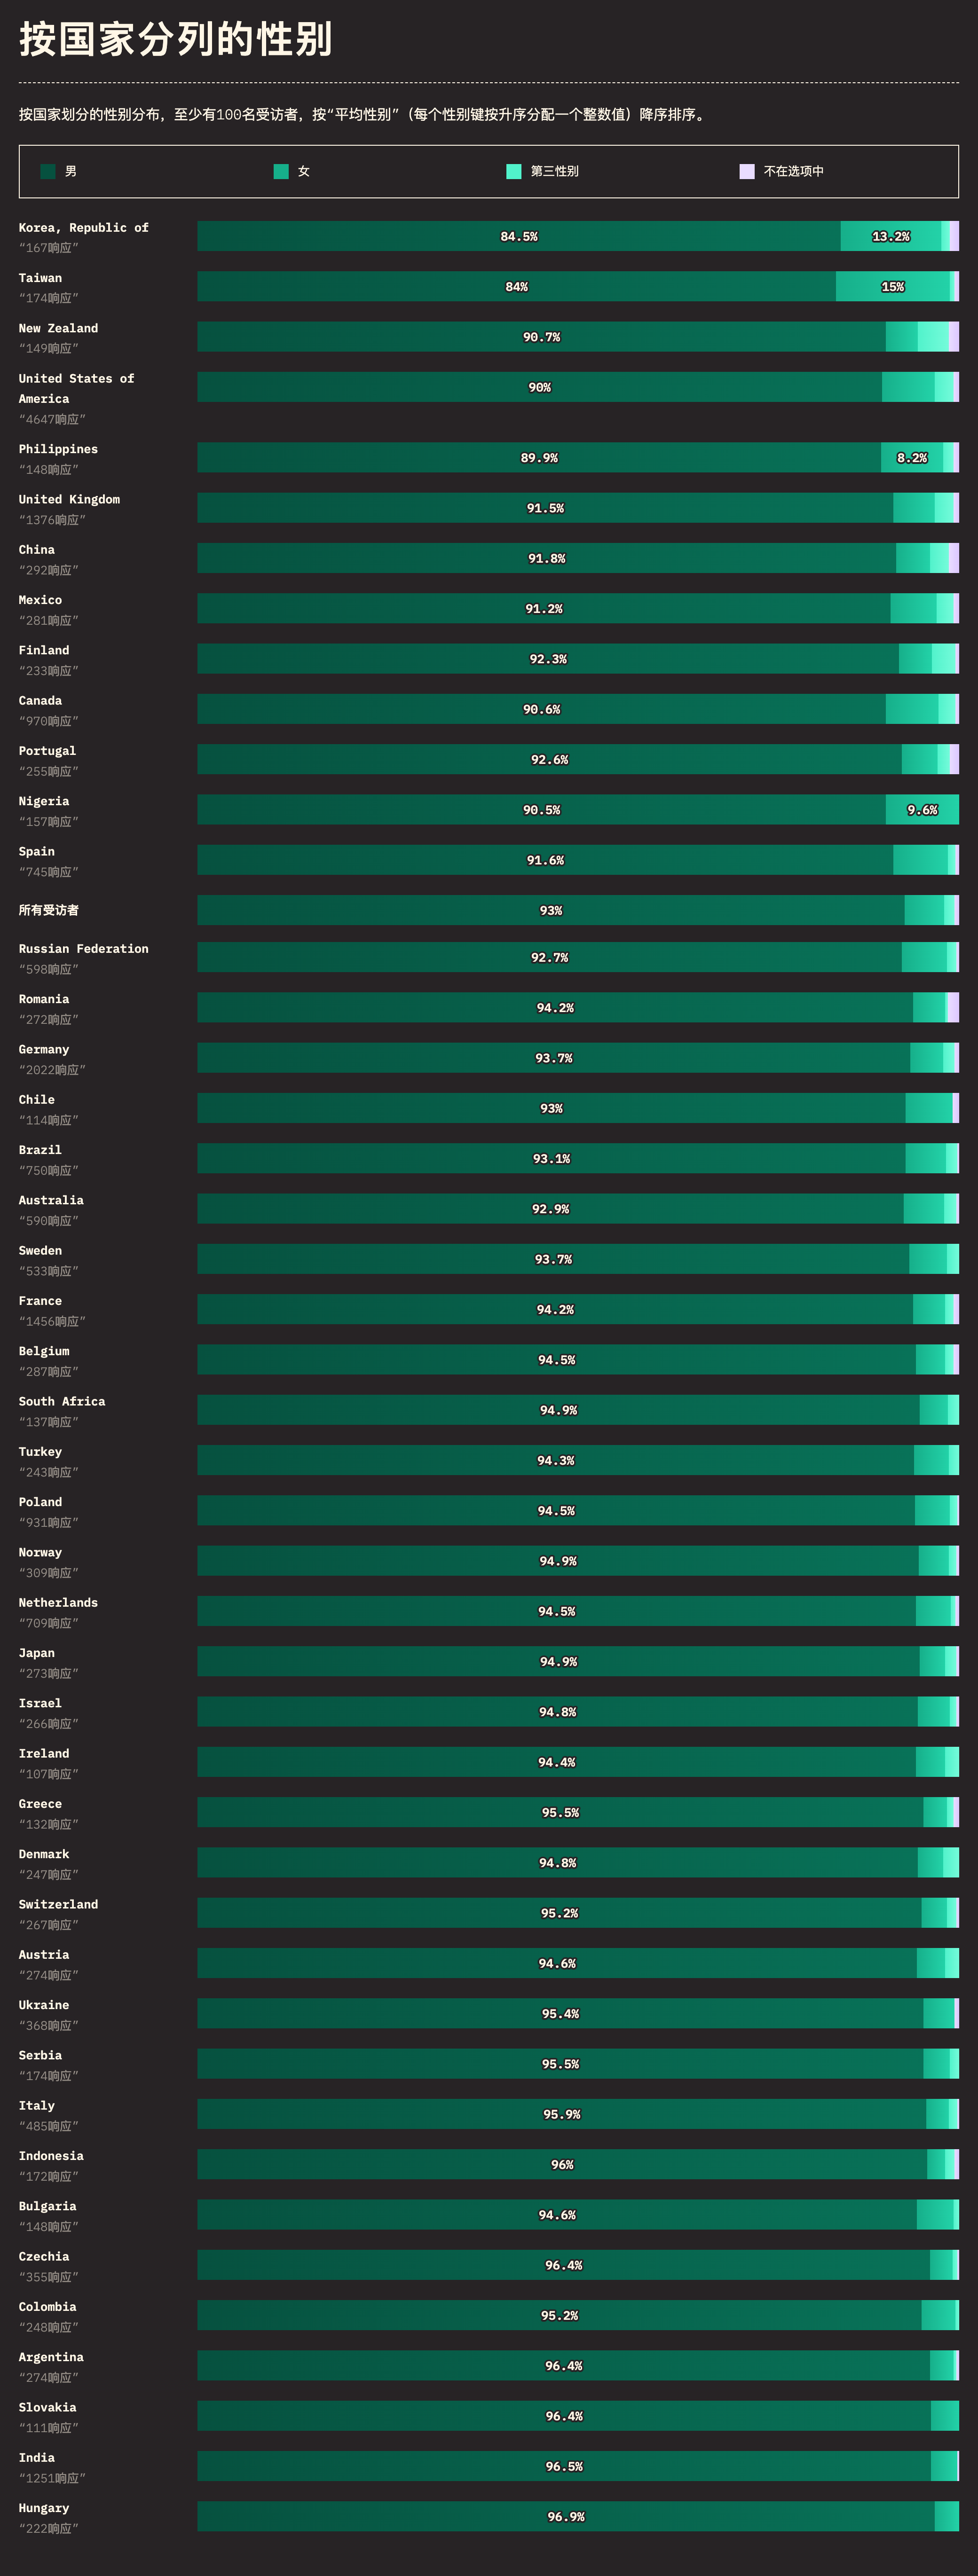 按国家分列的性别
按国家划分的性别分布，至少有100名受访者，按“平均性别”（每个性别键按升序分配一个整数值）降序排序。
男 女 第三性别 不在选项中
Korea, Republic of
“167响应”
84.5% 13.2%
Taiwan
“174响应”
84% 15%
New Zealand
“149响应”
90.7%
United States of
America
“4647响应”
90%
Philippines
“148响应”
89.9% 8.2%
United Kingdom
“1376响应”
91.5%
China
“292响应”
91.8%
Mexico
“281响应”
91.2%
Finland
“233响应”
92.3%
Canada
“970响应”
90.6%
Portugal
“255响应”
92.6%
Nigeria
“157响应”
90.5% 9.6%
Spain
“745响应”
91.6%
所有受访者
93%
Russian Federation
“598响应”
92.7%
Romania
“272响应”
94.2%
Germany
“2022响应”
93.7%
Chile
“114响应”
93%
Brazil
“750响应”
93.1%
Australia
“590响应”
92.9%
Sweden
“533响应”
93.7%
France
“1456响应”
94.2%
Belgium
“287响应”
94.5%
South Africa
“137响应”
94.9%
Turkey
“243响应”
94.3%
Poland
“931响应”
94.5%
Norway
“309响应”
94.9%
Netherlands
“709响应”
94.5%
Japan
“273响应”
94.9%
Israel
“266响应”
94.8%
Ireland
“107响应”
94.4%
Greece
“132响应”
95.5%
Denmark
“247响应”
94.8%
Switzerland
“267响应”
95.2%
Austria
“274响应”
94.6%
Ukraine
“368响应”
95.4%
Serbia
“174响应”
95.5%
Italy
“485响应”
95.9%
Indonesia
“172响应”
96%
Bulgaria
“148响应”
94.6%
Czechia
“355响应”
96.4%
Colombia
“248响应”
95.2%
Argentina
“274响应”
96.4%
Slovakia
“111响应”
96.4%
India
“1251响应”
96.5%
Hungary
“222响应”
96.9%